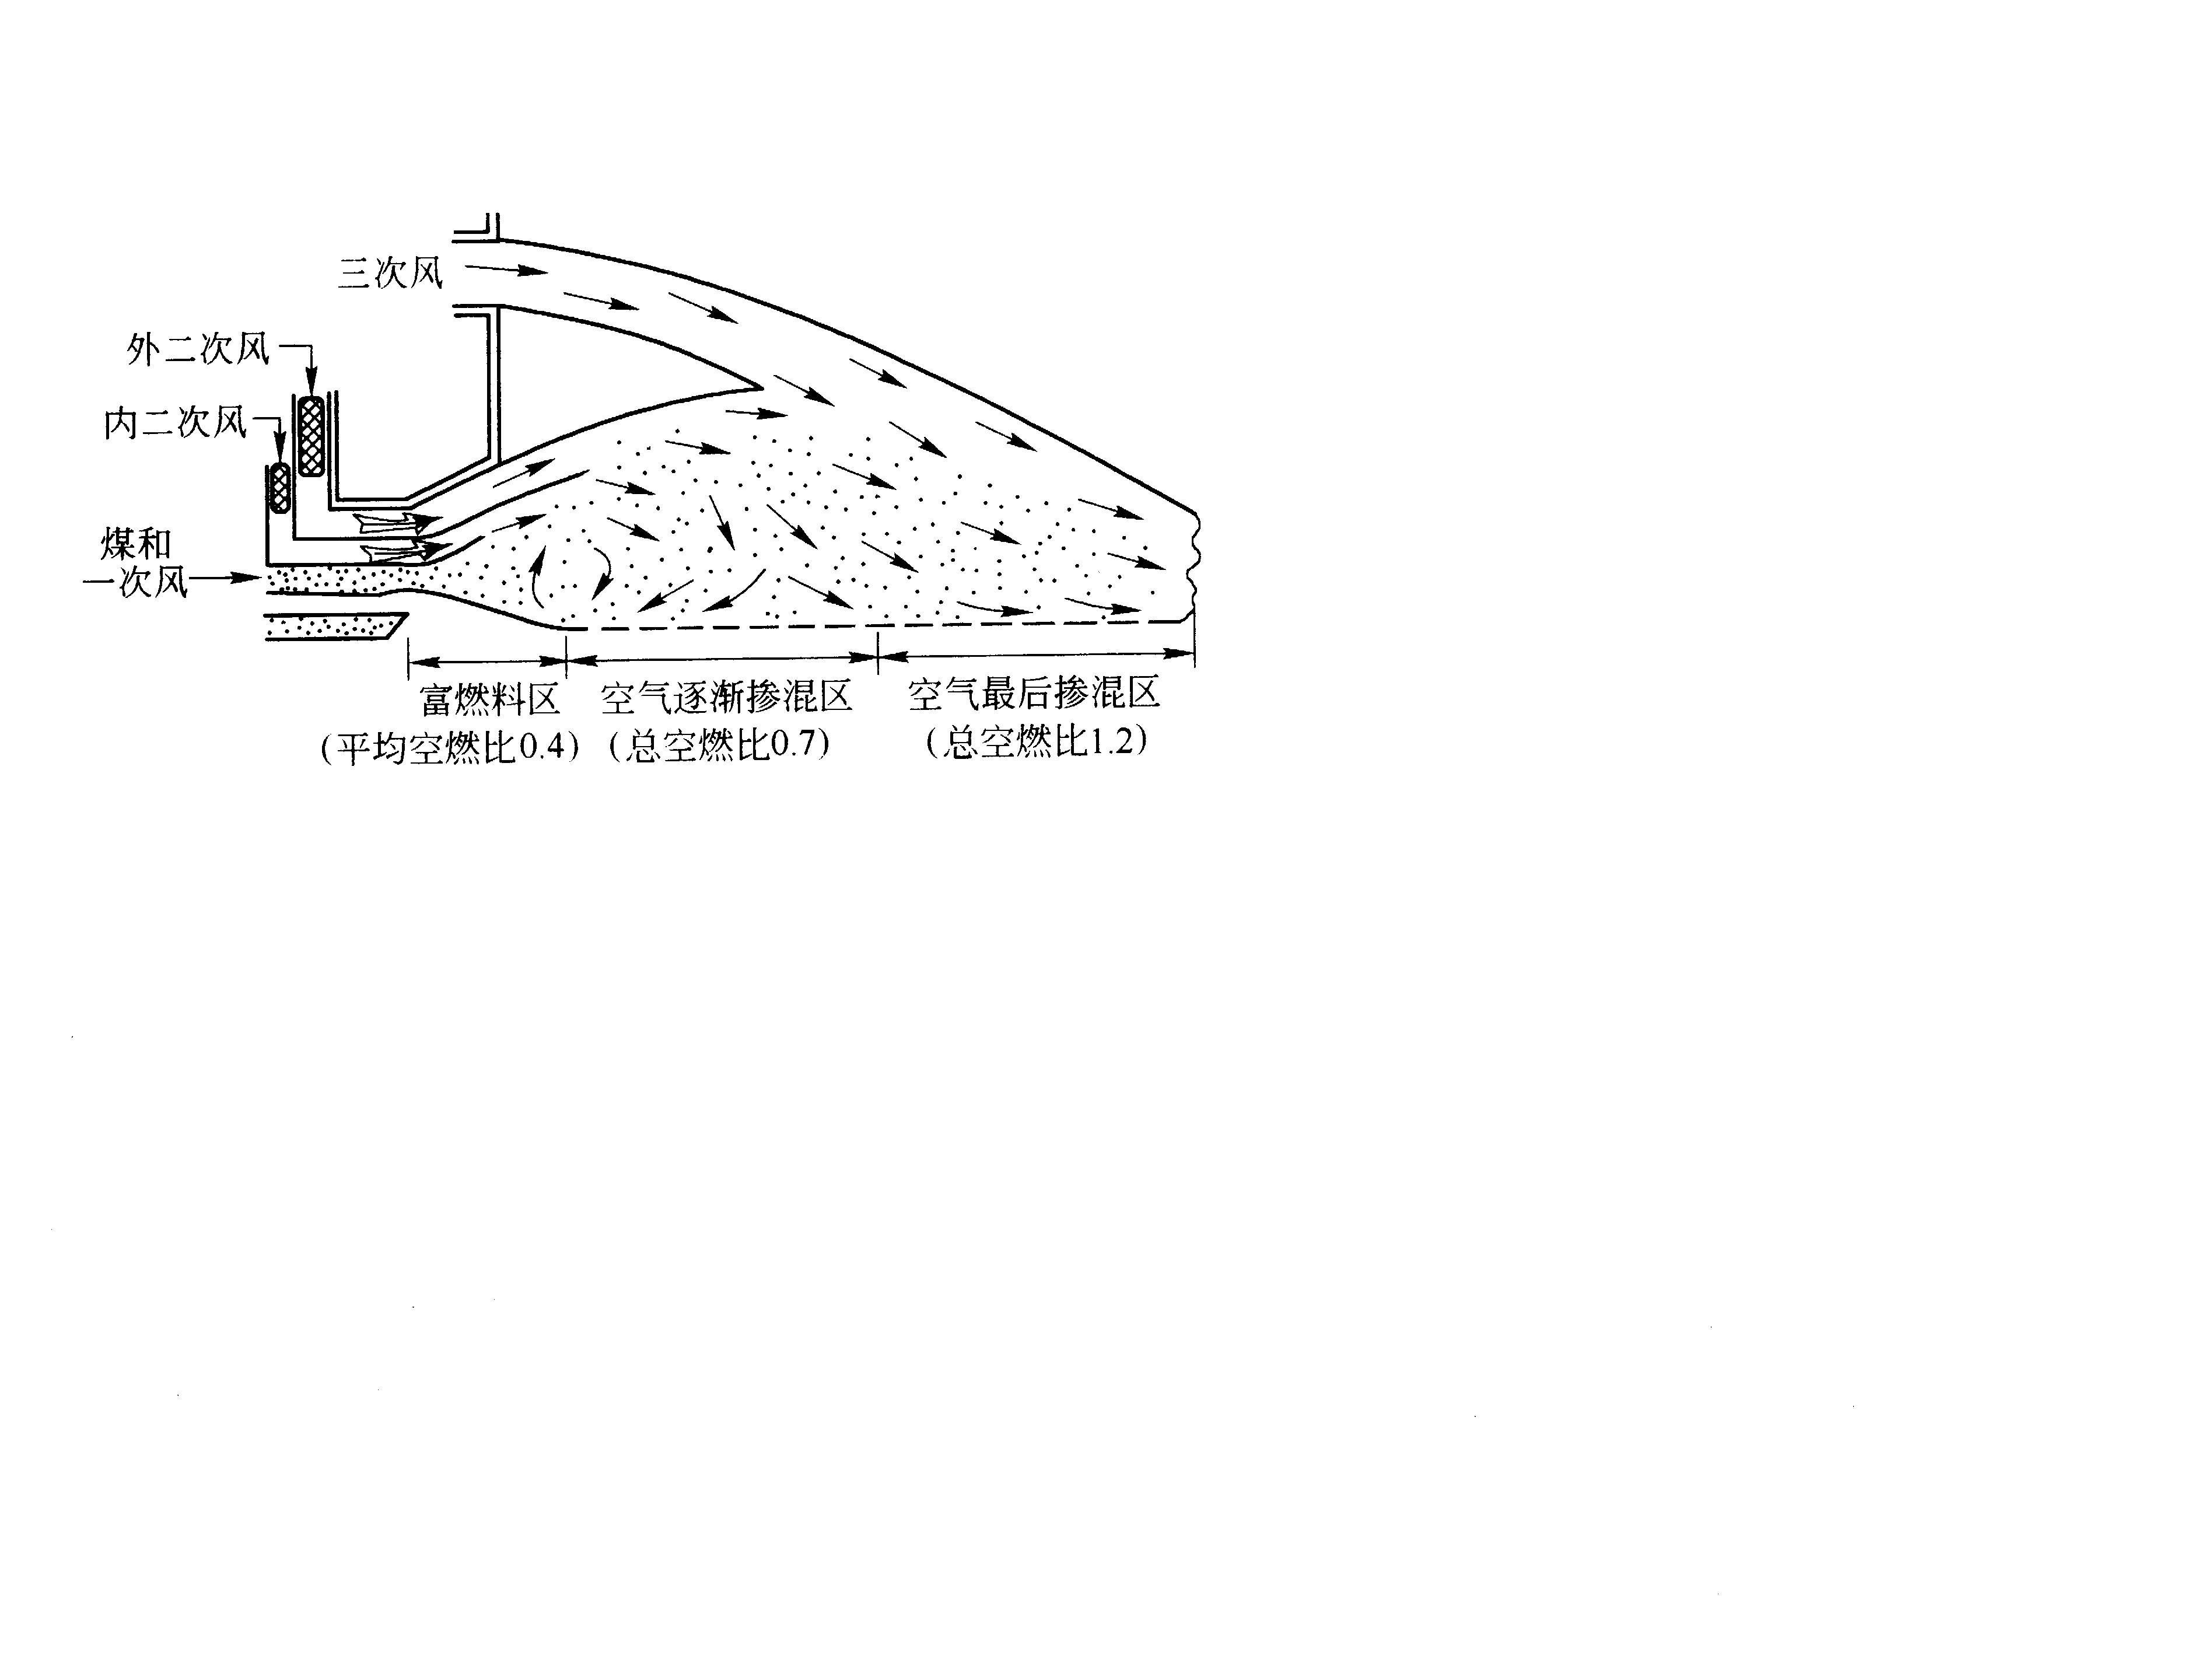 三次风
外二次风
内二次风
煤和
一次风
富燃料区
(平均空燃比0.4)
空气逐渐掺混区
(总空燃比0.7)
空气最后掺混区
(总空燃比1.2)